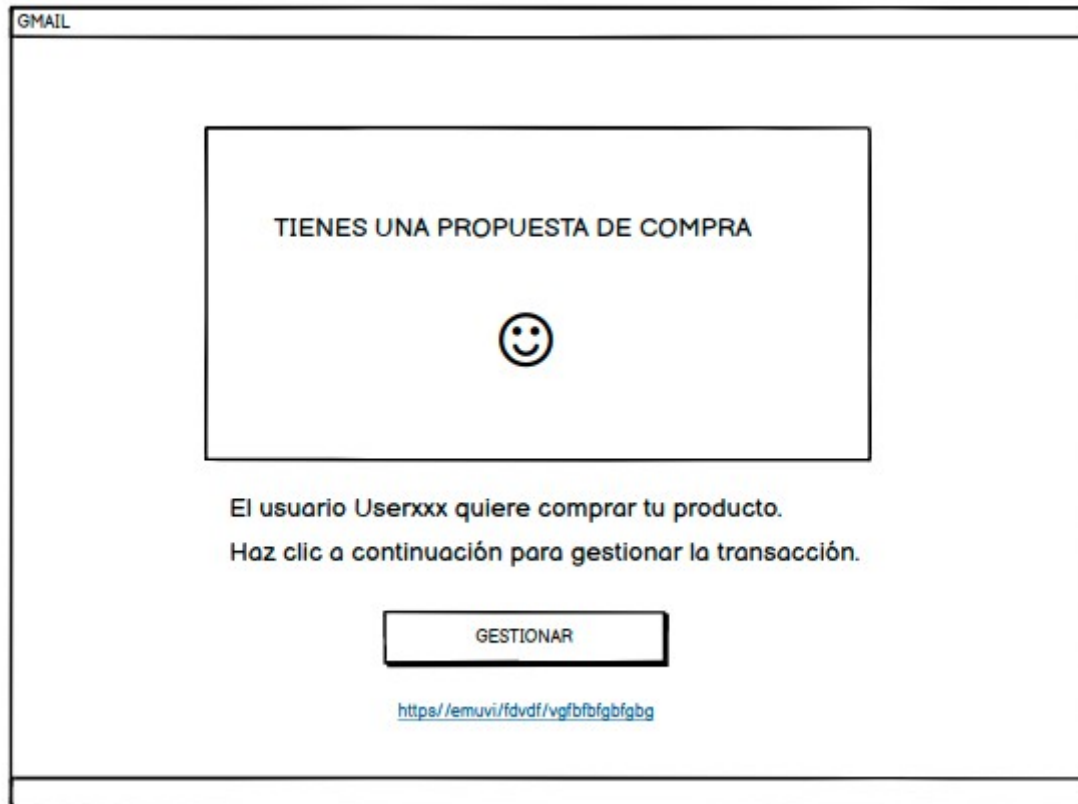 GMAIL
TIENES UNA PROPUESTA DE COMPRA
El usuario Userxxx quiere comprar tu producto.
Haz clic a continuación para gestionar la transacción.
GESTIONAR
https//emuvi/fdvdf/vgfbfbfgbfgbg